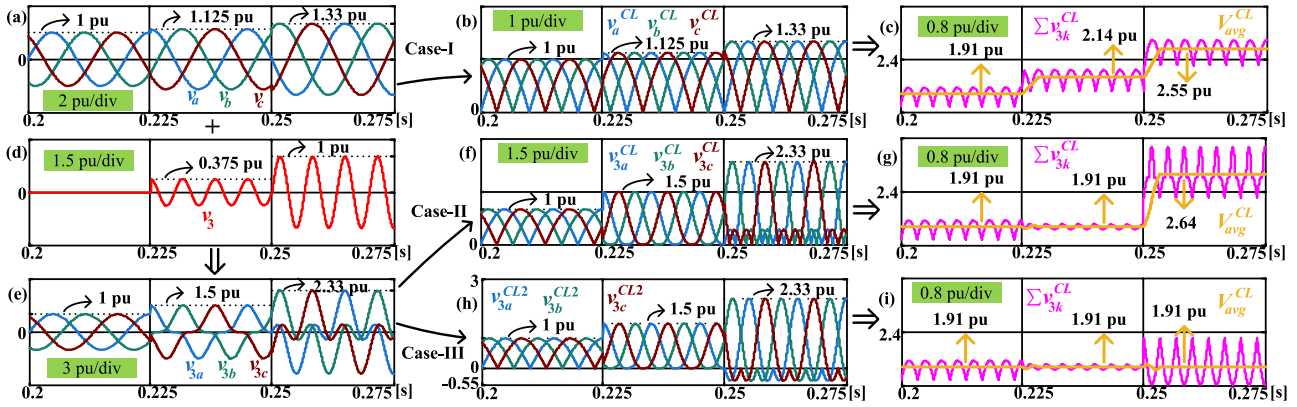 (a) 1 pu 1.125 pu 1.33 pu
0
2 pu/div v_a v_b v_c
0.2 0.225 0.25 0.275 [s]
+
Case-I
(b) 1 pu/div v_a^CL v_b^CL v_c^CL
1 pu 1.125 pu 1.33 pu
0
0.2 0.225 0.25 0.275 [s]
(c) 0.8 pu/div ∑v_3k^CL V_avg^CL
1.91 pu 2.14 pu
2.4
2.55 pu
0.2 0.225 0.25 0.275 [s]
(d) 1.5 pu/div 0.375 pu 1 pu
0
v_3
0.2 0.225 0.25 [s]
Case-II
(f) 1.5 pu/div v_3a^CL v_3b^CL v_3c^CL
1 pu 1.5 pu 2.33
0
0.2 0.225 0.25 0.275 [s]
(g) 0.8 pu/div ∑v_3k^CL
1.91 pu 1.91 pu
2.4
2.64 V_avg^CL
0.2 0.225 0.25 0.275 [s]
(e) 1 pu 1.5 pu 2.33 pu
0
3 pu/div v_3a v_3b v_3c
0.2 0.225 0.25 0.275 [s]
Case-III
3
(h) v_3a^CL2 v_3b^CL2 v_3c^CL2
1 pu 1.5 pu 2.33
0
-0.55
0.2 0.225 0.25 0.275 [s]
(i) 0.8 pu/div ∑v_3k^CL V_avg^CL
1.91 pu 1.91 pu 1.91 pu
2.4
0.2 0.225 0.25 0.275 [s]